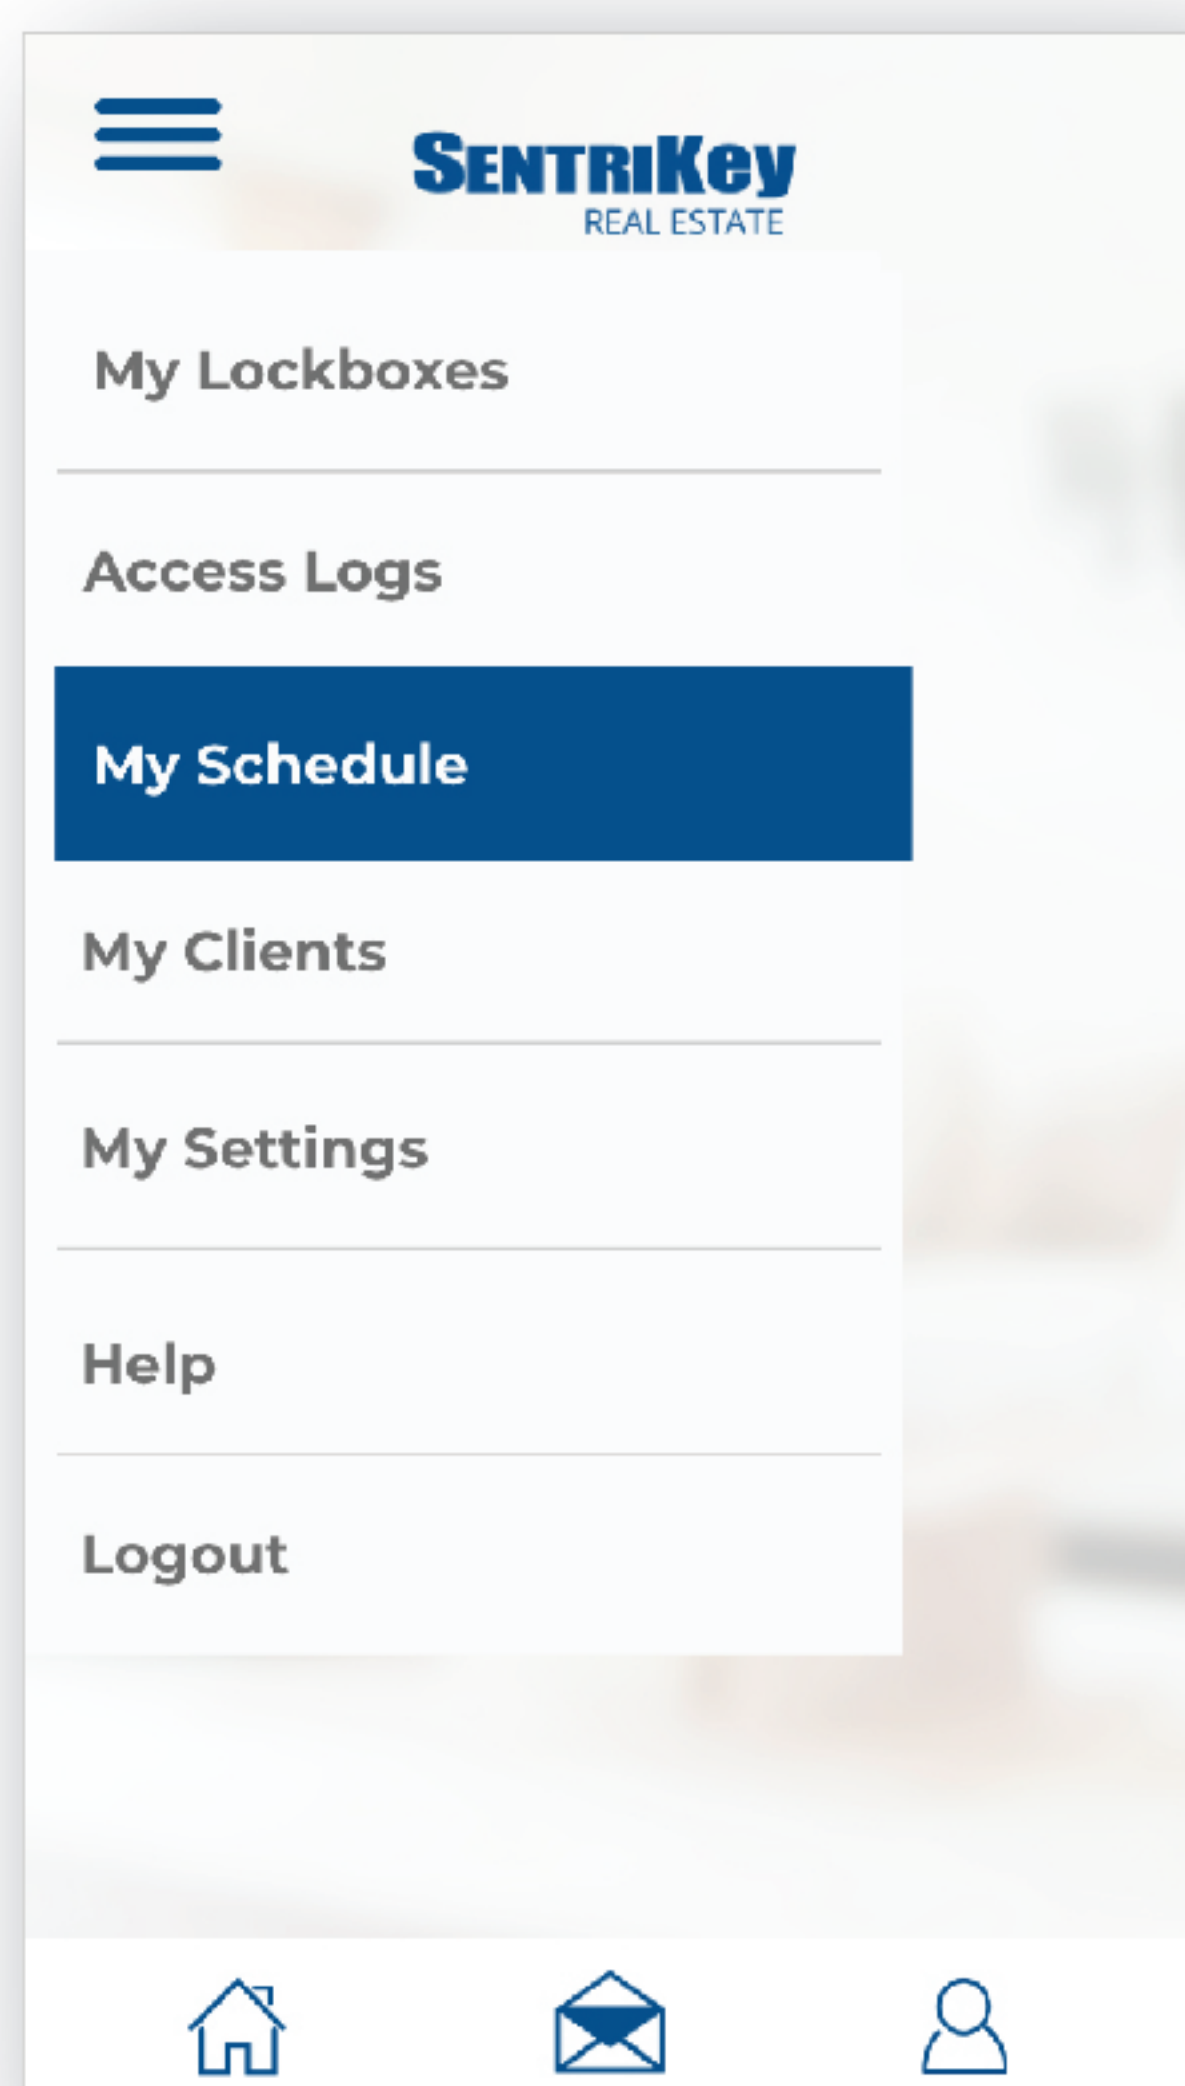 SENTRIKEY
REAL ESTATE
My Lockboxes
Access Logs
My Schedule
My Clients
My Settings
Help
Logout